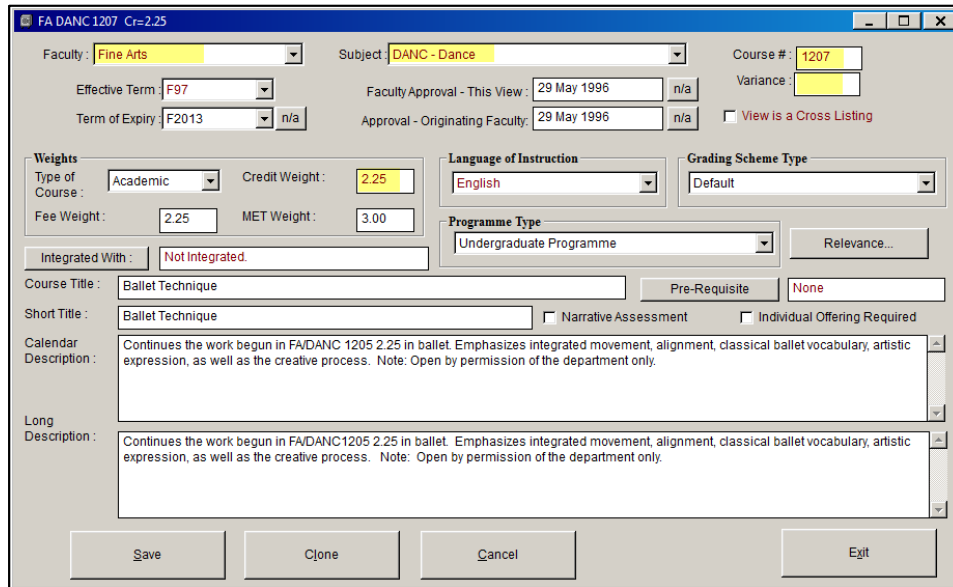 FA DANC 1207 Cr=2.25
Faculty : Fine Arts Subject : DANC - Dance Course # : 1207
Variance :
Effective Term : F97 Faculty Approval - This View : 29 May 1996 n/a
Term of Expiry : F2013 n/a Approval - Originating Faculty: 29 May 1996 n/a View is a Cross Listing
Weights Language of Instruction Grading Scheme Type
Type of Course : Academic Credit Weight : 2.25 English Default
Fee Weight : 2.25 MET Weight : 3.00 Programme Type
Undergraduate Programme Relevance...
Integrated With : Not Integrated.
Course Title : Ballet Technique Pre-Requisite None
Short Title : Ballet Technique Narrative Assessment Individual Offering Required
Calendar Description :
Continues the work begun in FA/DANC 1205 2.25 in ballet. Emphasizes integrated movement, alignment, classical ballet vocabulary, artistic
expression, as well as the creative process. Note: Open by permission of the department only.
Long Description :
Continues the work begun in FA/DANC1205 2.25 in ballet. Emphasizes integrated movement, alignment, classical ballet vocabulary, artistic
expression, as well as the creative process. Note: Open by permission of the department only.
Save Clone Cancel Exit